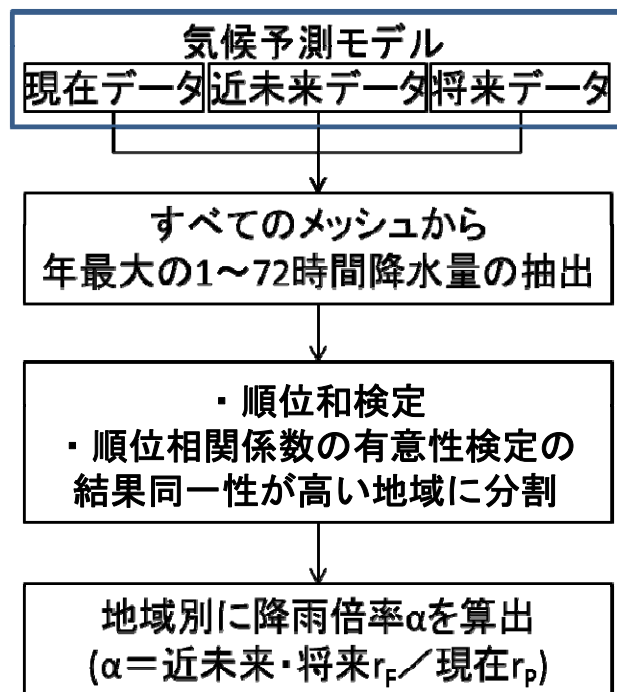 気候予測モデル
現在データ 近未来データ 将来データ
すべてのメッシュから
年最大の1～72時間降水量の抽出
・順位和検定
・順位相関係数の有意性検定の
結果同一性が高い地域に分割
地域別に降雨倍率αを算出
(α＝近未来・将来rF／現在rP)